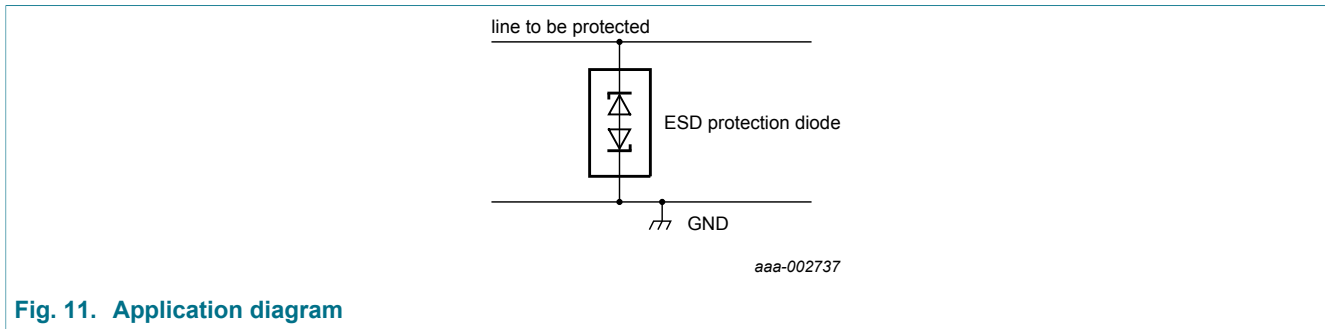 line to be protected
ESD protection diode
GND
aaa-002737
Fig. 11. Application diagram